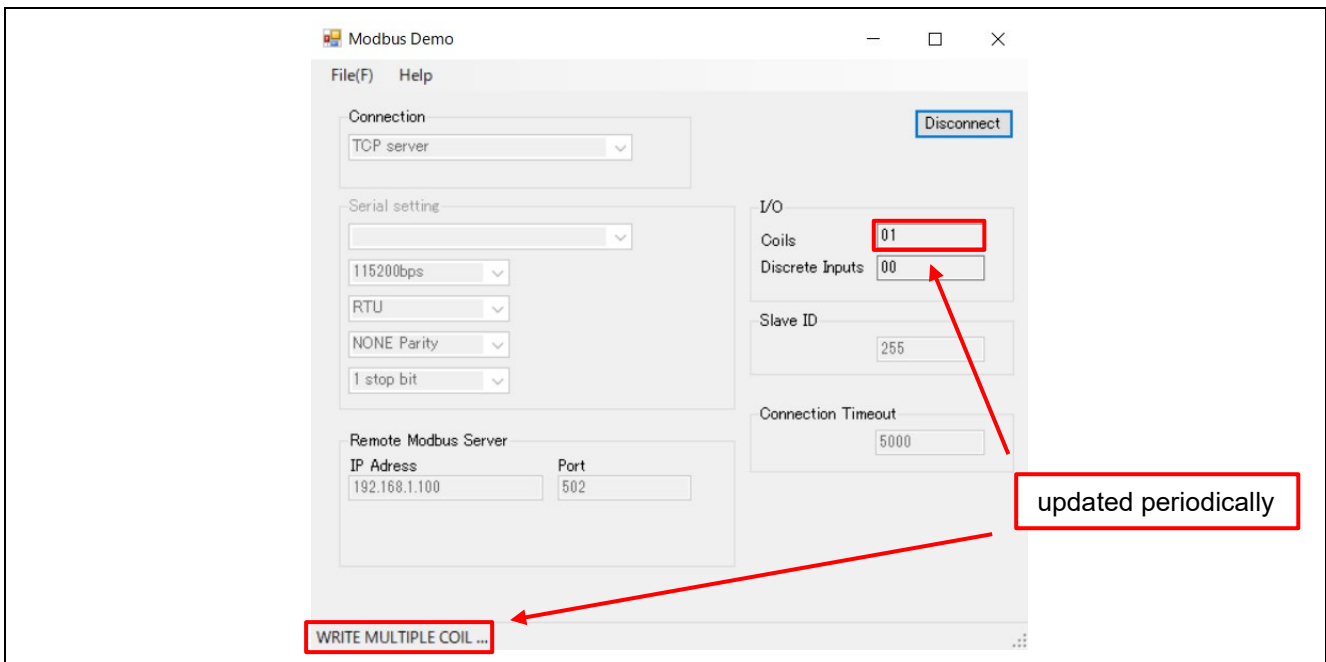 Modbus Demo
File(F) Help
Connection
TCP server
Disconnect
Serial setting
115200bps
RTU
NONE Parity
1 stop bit
I/O
Coils 01
Discrete Inputs 00
Slave ID
255
Connection Timeout
5000
Remote Modbus Server
IP Adress Port
192.168.1.100 502
updated periodically
WRITE MULTIPLE COIL ...